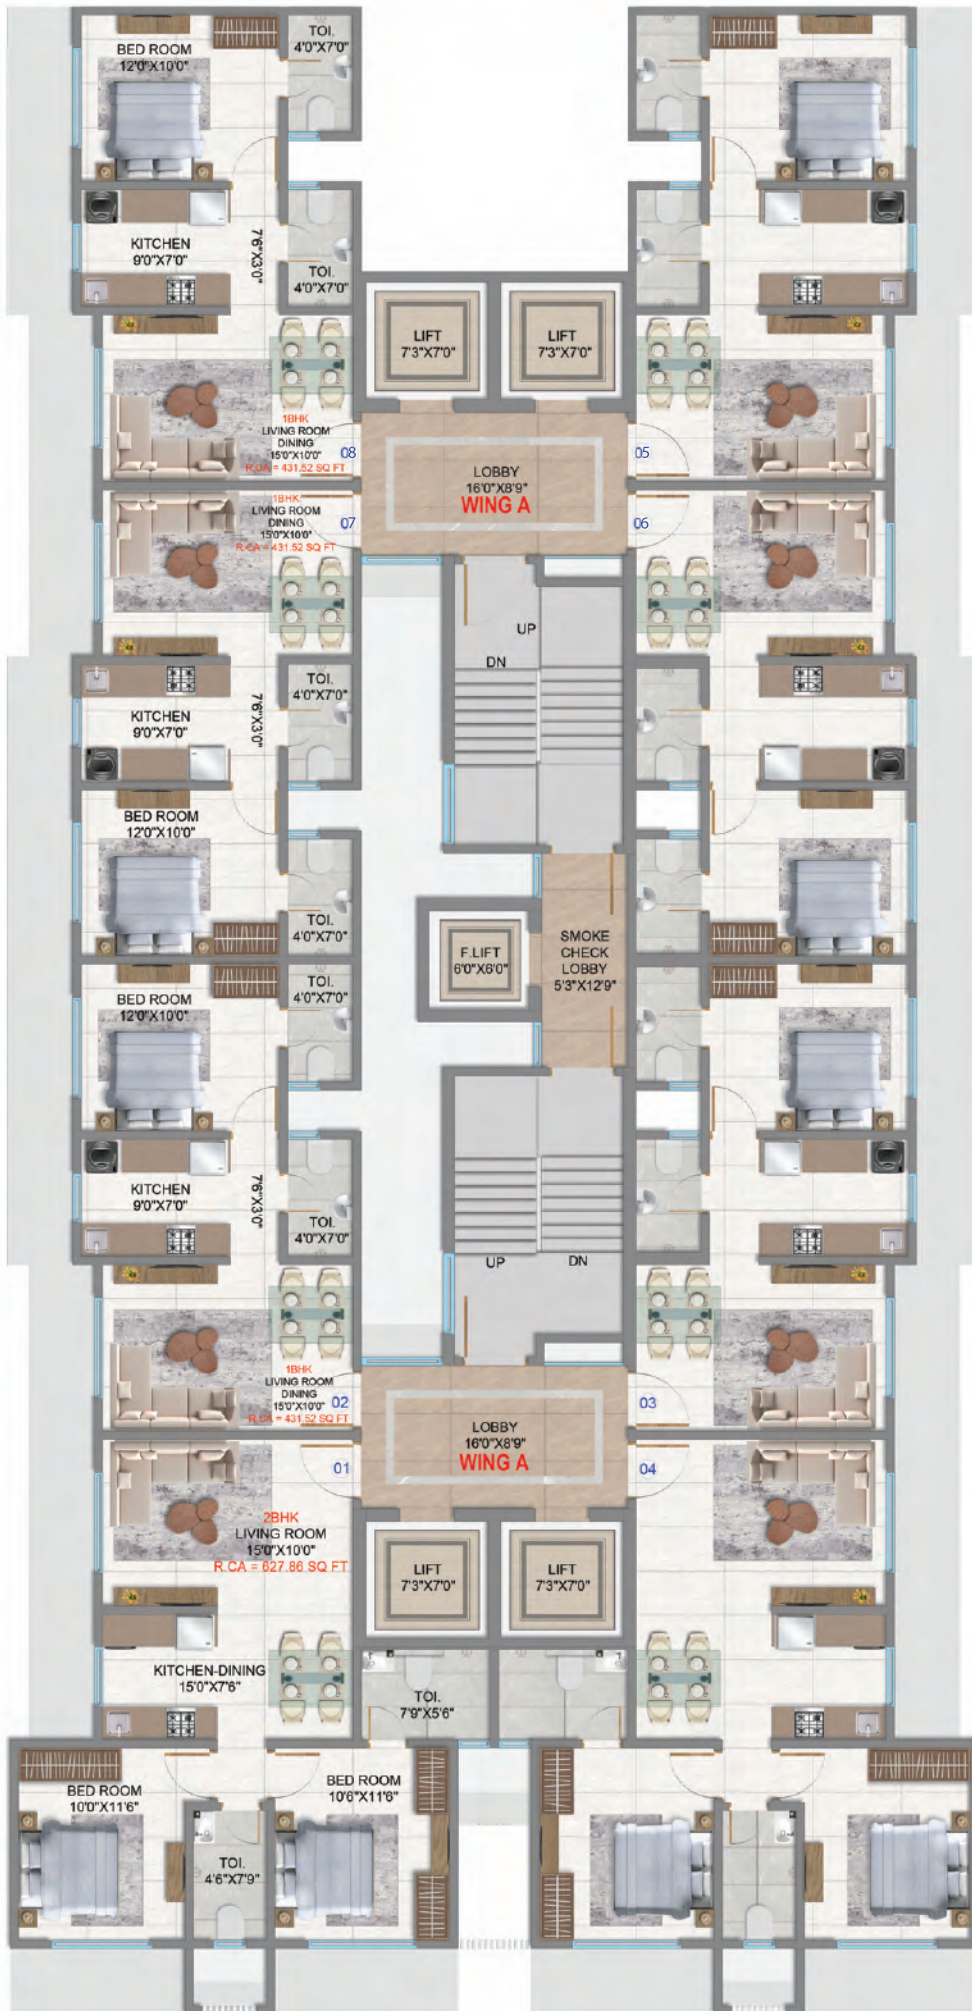 BED ROOM
12'0"X10'0"
TOI.
4'0"X7'0"
KITCHEN
9'0"X7'0"
7'6"X3'0"
TOI.
4'0"X7'0"
LIFT
7'3"X7'0"
LIFT
7'3"X7'0"
1BHK
LIVING ROOM
DINING
15'0"X10'0"
R.CA = 431.52 SQ FT
08
05
LOBBY
16'0"X8'9"
WING A
1BHK
LIVING ROOM
DINING
15'0"X10'0"
R.CA = 431.52 SQ FT
07
06
UP
DN
TOI.
4'0"X7'0"
KITCHEN
9'0"X7'0"
7'6"X3'0"
BED ROOM
12'0"X10'0"
TOI.
4'0"X7'0"
F.LIFT
6'0"X6'0"
SMOKE
CHECK
LOBBY
5'3"X12'9"
BED ROOM
12'0"X10'0"
TOI.
4'0"X7'0"
KITCHEN
9'0"X7'0"
7'6"X3'0"
TOI.
4'0"X7'0"
UP
DN
1BHK
LIVING ROOM
DINING
15'0"X10'0"
R.CA = 431.52 SQ FT
02
03
LOBBY
16'0"X8'9"
WING A
01
04
2BHK
LIVING ROOM
15'0"X10'0"
R.CA = 627.86 SQ FT
LIFT
7'3"X7'0"
LIFT
7'3"X7'0"
KITCHEN-DINING
15'0"X7'6"
TOI.
7'9"X5'6"
BED ROOM
10'0"X11'6"
BED ROOM
10'6"X11'6"
TOI.
4'6"X7'9"